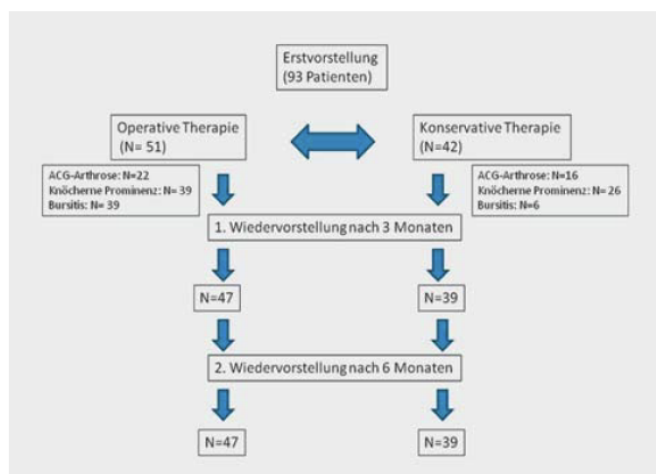 Erstvorstellung
(93 Patienten)
Operative Therapie
(N= 51)
Konservative Therapie
(N=42)
ACG-Arthrose: N=22
Knöcherne Prominenz: N= 39
Bursitis: N= 39
ACG-Arthrose: N=16
Knöcherne Prominenz: N= 26
Bursitis: N=6
1. Wiedervorstellung nach 3 Monaten
N=47
N=39
2. Wiedervorstellung nach 6 Monaten
N=47
N=39